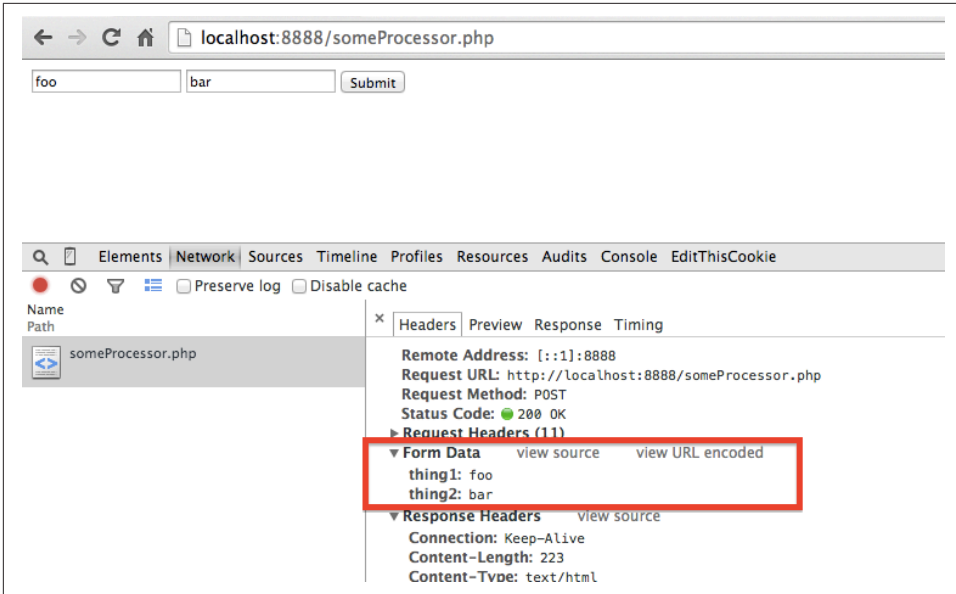 localhost:8888/someProcessor.php
foo bar Submit
Elements Network Sources Timeline Profiles Resources Audits Console EditThisCookie
Preserve log Disable cache
Name
Path
× Headers Preview Response Timing
someProcessor.php
Remote Address: [::1]:8888
Request URL: http://localhost:8888/someProcessor.php
Request Method: POST
Status Code: 200 OK
Request Headers (11)
Form Data view source view URL encoded
thing1: foo
thing2: bar
Response Headers view source
Connection: Keep-Alive
Content-Length: 223
Content-Type: text/html